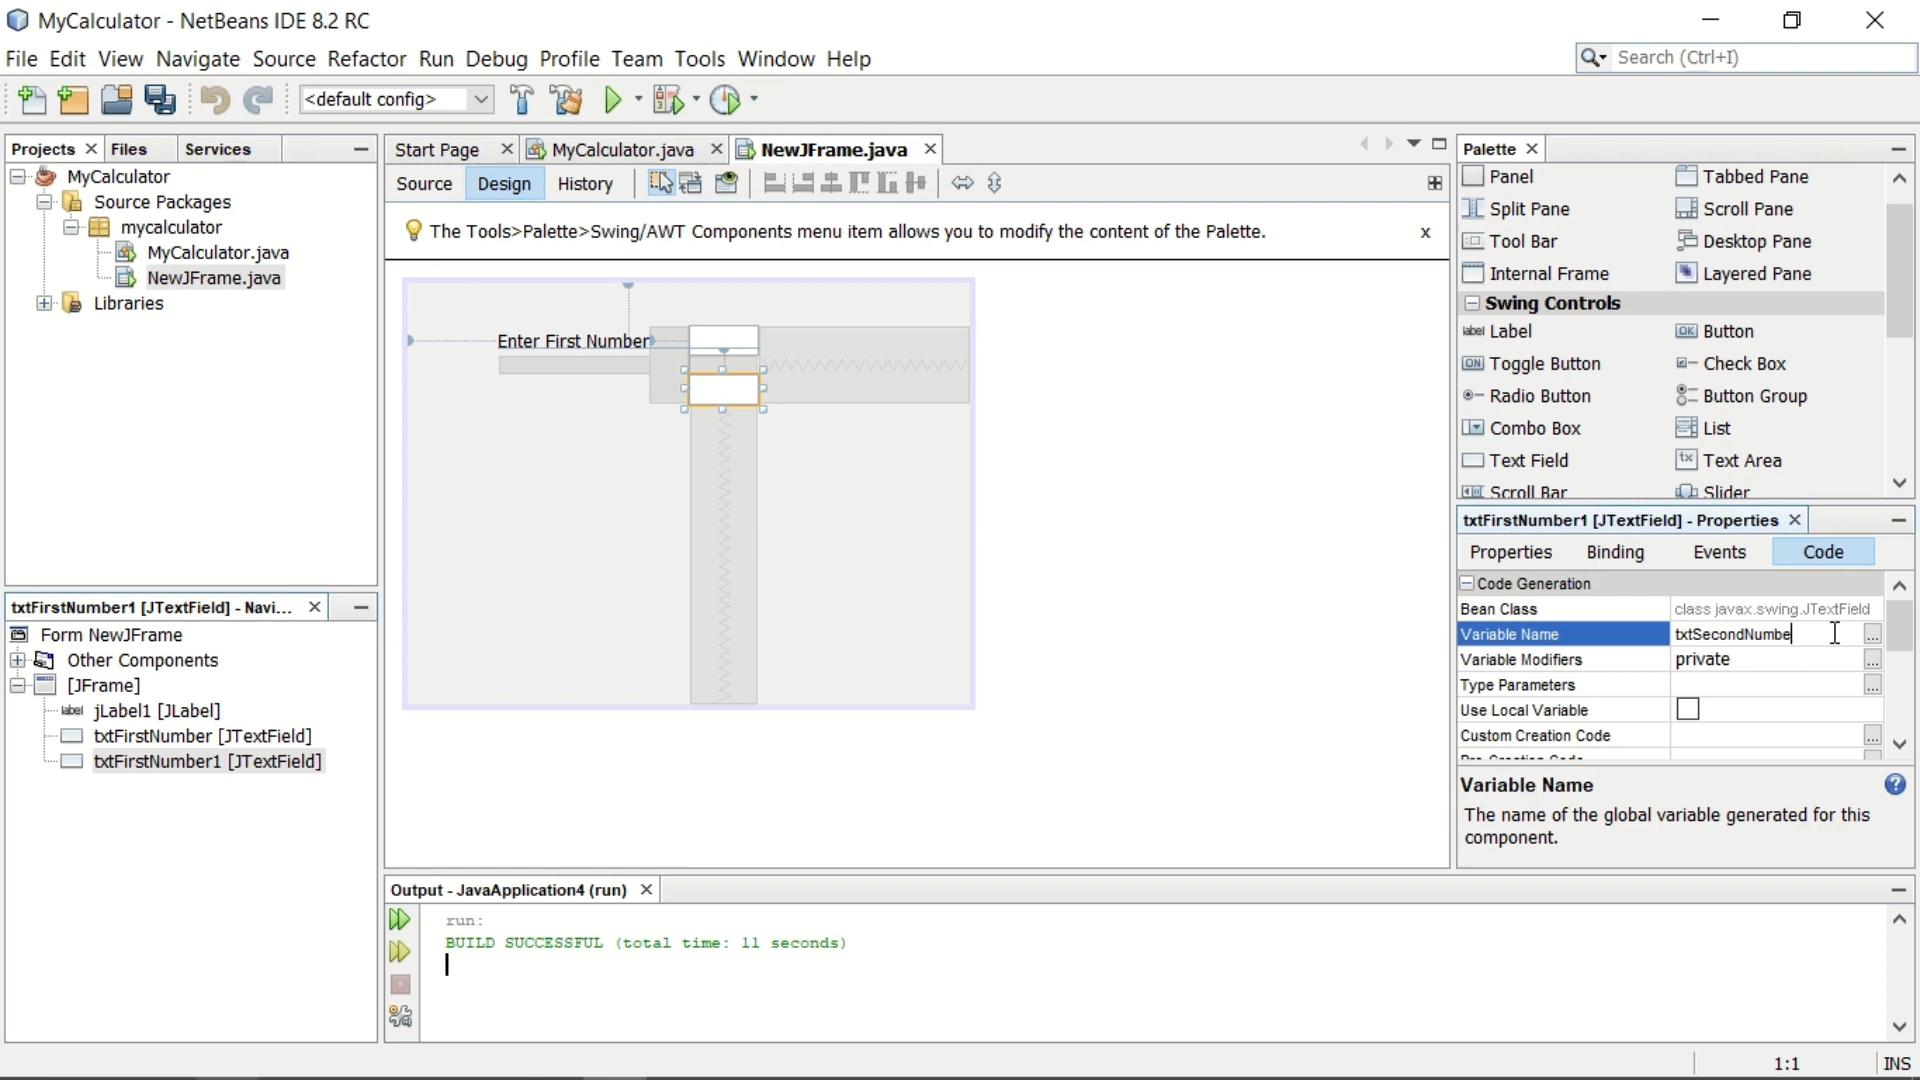 MyCalculator - NetBeans IDE 8.2 RC
File Edit View Navigate Source Refactor Run Debug Profile Team Tools Window Help
Search (Ctrl+I)
<default config>
Projects Files Services
MyCalculator
Source Packages
mycalculator
MyCalculator.java
NewJFrame.java
Libraries
txtFirstNumber1 [JTextField] - Navi...
Form NewJFrame
Other Components
[JFrame]
label jLabel1 [JLabel]
txtFirstNumber [JTextField]
txtFirstNumber1 [JTextField]
Start Page MyCalculator.java NewJFrame.java
Source Design History
The Tools>Palette>Swing/AWT Components menu item allows you to modify the content of the Palette. x
Enter First Number
Output - JavaApplication4 (run)
run:
BUILD SUCCESSFUL (total time: 11 seconds)
Palette
Panel Tabbed Pane
Split Pane Scroll Pane
Tool Bar Desktop Pane
Internal Frame Layered Pane
Swing Controls
label Label OK Button
ON Toggle Button Check Box
Radio Button Button Group
Combo Box List
Text Field tx Text Area
Scroll Bar Slider
txtFirstNumber1 [JTextField] - Properties
Properties Binding Events Code
Code Generation
Bean Class class javax.swing.JTextField
Variable Name txtSecondNumbe ...
Variable Modifiers private ...
Type Parameters ...
Use Local Variable
Custom Creation Code ...
Variable Name
The name of the global variable generated for this
component.
1:1 INS